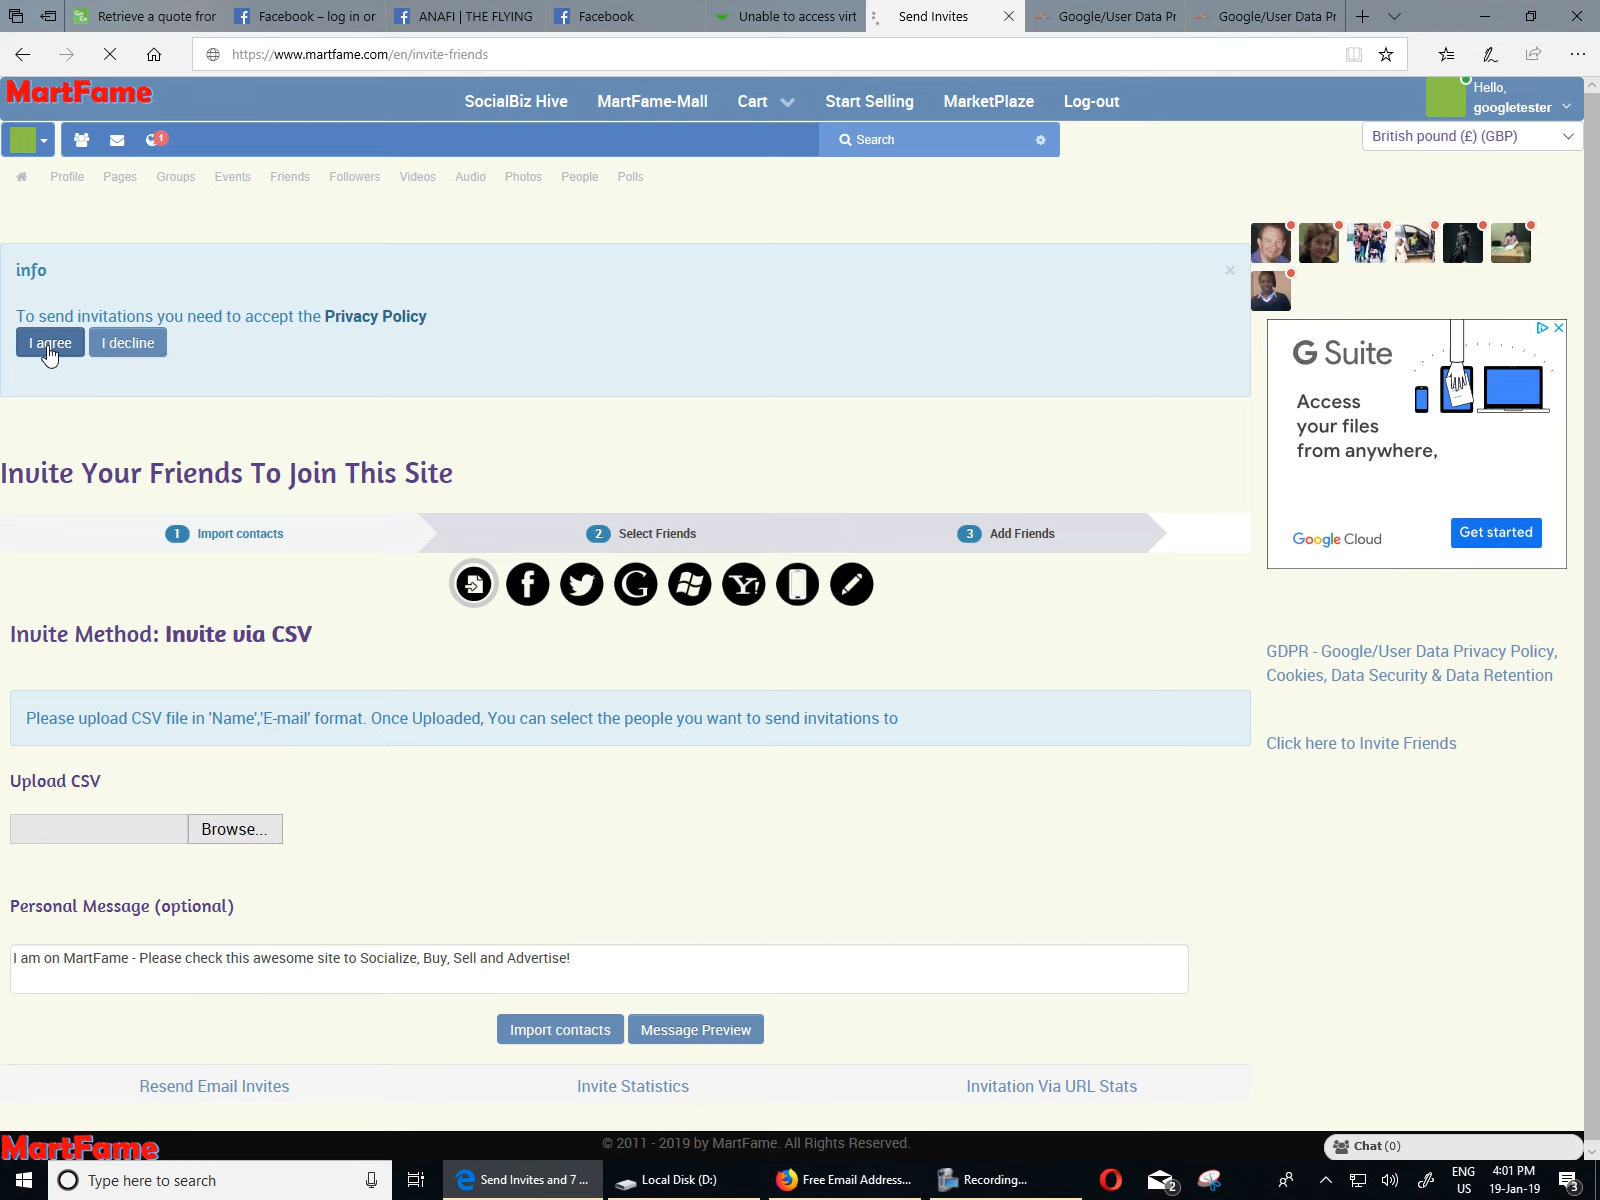 Retrieve a quote fror
Facebook – log in or
ANAFI | THE FLYING
Facebook
Unable to access virt
Send Invites
Google/User Data Pr
Google/User Data Pr
https://www.martfame.com/en/invite-friends
MartFame
SocialBiz Hive
MartFame-Mall
Cart
Start Selling
MarketPlaze
Log-out
Hello,
googletester
1
Search
British pound (£) (GBP)
Profile
Pages
Groups
Events
Friends
Followers
Videos
Audio
Photos
People
Polls
info
To send invitations you need to accept the Privacy Policy
I agree
I decline
G Suite
Access
your files
from anywhere,
Google Cloud
Get started
Invite Your Friends To Join This Site
1 Import contacts
2 Select Friends
3 Add Friends
Invite Method: Invite via CSV
GDPR - Google/User Data Privacy Policy,
Cookies, Data Security & Data Retention
Please upload CSV file in 'Name','E-mail' format. Once Uploaded, You can select the people you want to send invitations to
Click here to Invite Friends
Upload CSV
Browse...
Personal Message (optional)
I am on MartFame - Please check this awesome site to Socialize, Buy, Sell and Advertise!
Import contacts
Message Preview
Resend Email Invites
Invite Statistics
Invitation Via URL Stats
MartFame
© 2011 - 2019 by MartFame. All Rights Reserved.
Chat (0)
Type here to search
Send Invites and 7 ...
Local Disk (D:)
Free Email Address...
Recording...
2
ENG
US
4:01 PM
19-Jan-19
3